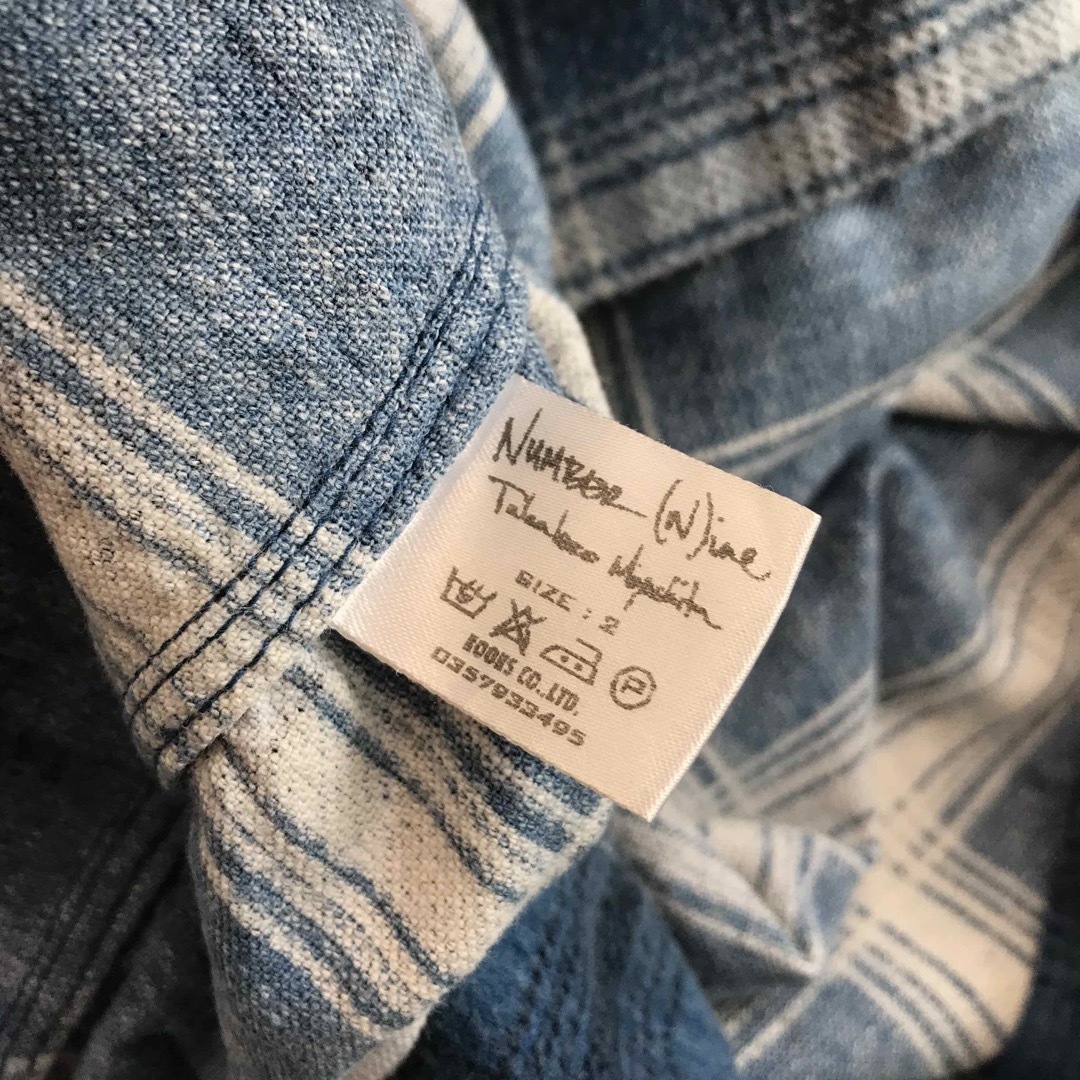 NUMBER (N)ine
Takahiro Miyashita
SIZE : 2
P
KOOKS CO.,LTD.
0357933495